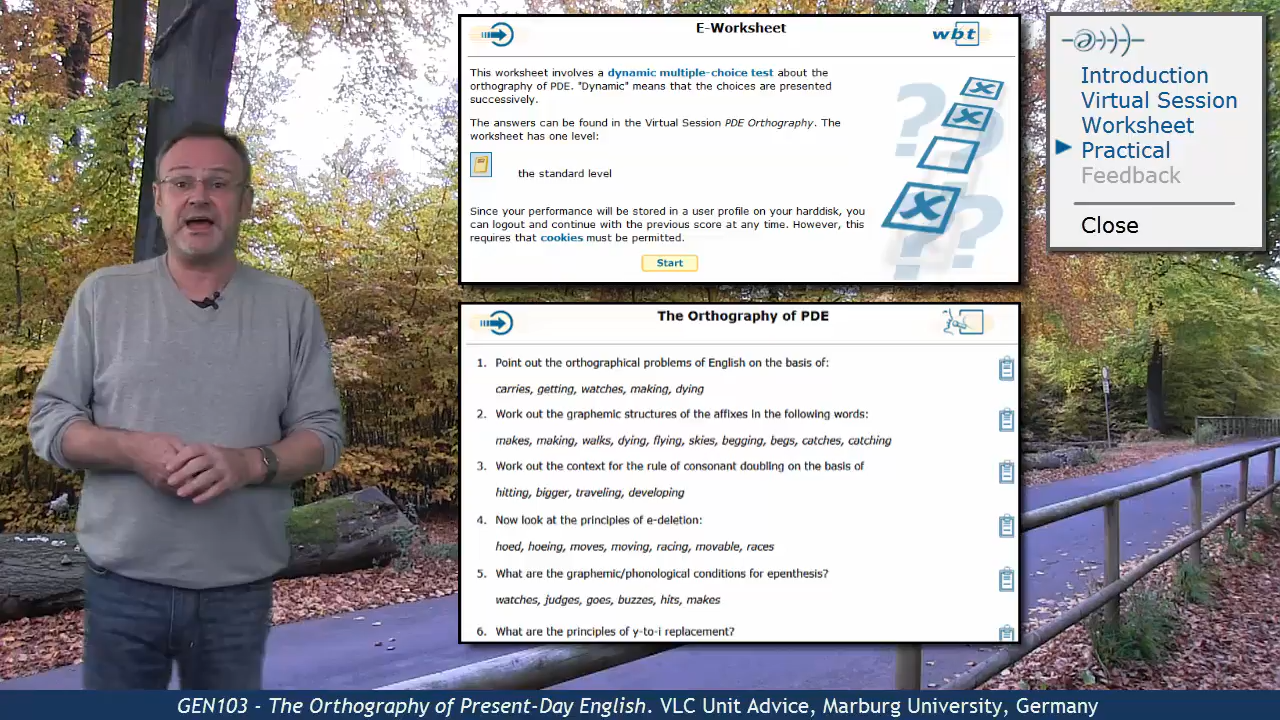 E-Worksheet
wbt
This worksheet involves a dynamic multiple-choice test about the
orthography of PDE. "Dynamic" means that the choices are presented
successively.
The answers can be found in the Virtual Session PDE Orthography. The
worksheet has one level:
the standard level
Since your performance will be stored in a user profile on your harddisk, you
can logout and continue with the previous score at any time. However, this
requires that cookies must be permitted.
Start
The Orthography of PDE
1. Point out the orthographical problems of English on the basis of:
carries, getting, watches, making, dying
2. Work out the graphemic structures of the affixes in the following words:
makes, making, walks, dying, flying, skies, begging, begs, catches, catching
3. Work out the context for the rule of consonant doubling on the basis of
hitting, bigger, traveling, developing
4. Now look at the principles of e-deletion:
hoed, hoeing, moves, moving, racing, movable, races
5. What are the graphemic/phonological conditions for epenthesis?
watches, judges, goes, buzzes, hits, makes
6. What are the principles of y-to-i replacement?
Introduction
Virtual Session
Worksheet
Practical
Feedback
Close
GEN103 - The Orthography of Present-Day English. VLC Unit Advice, Marburg University, Germany